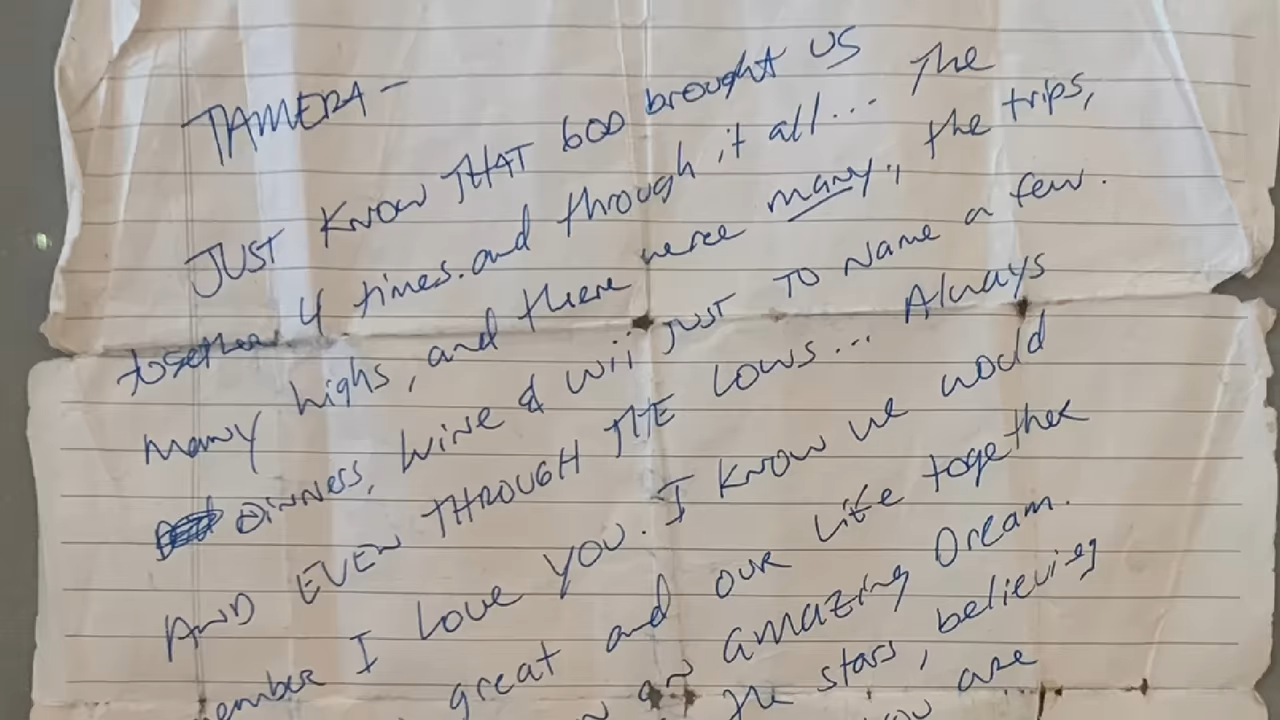 TAMERA -
JUST KNOW THAT GOD brought US
together 4 times. and through it all... The
many highs, and there were many, the trips,
Dinners, Wine & Wii JUST TO Name a few.
AND EVEN THROUGH THE LOWS... Always
ember I Love you. I know we would
great and our Life together
an amazing Dream.
the stars, believing
you are